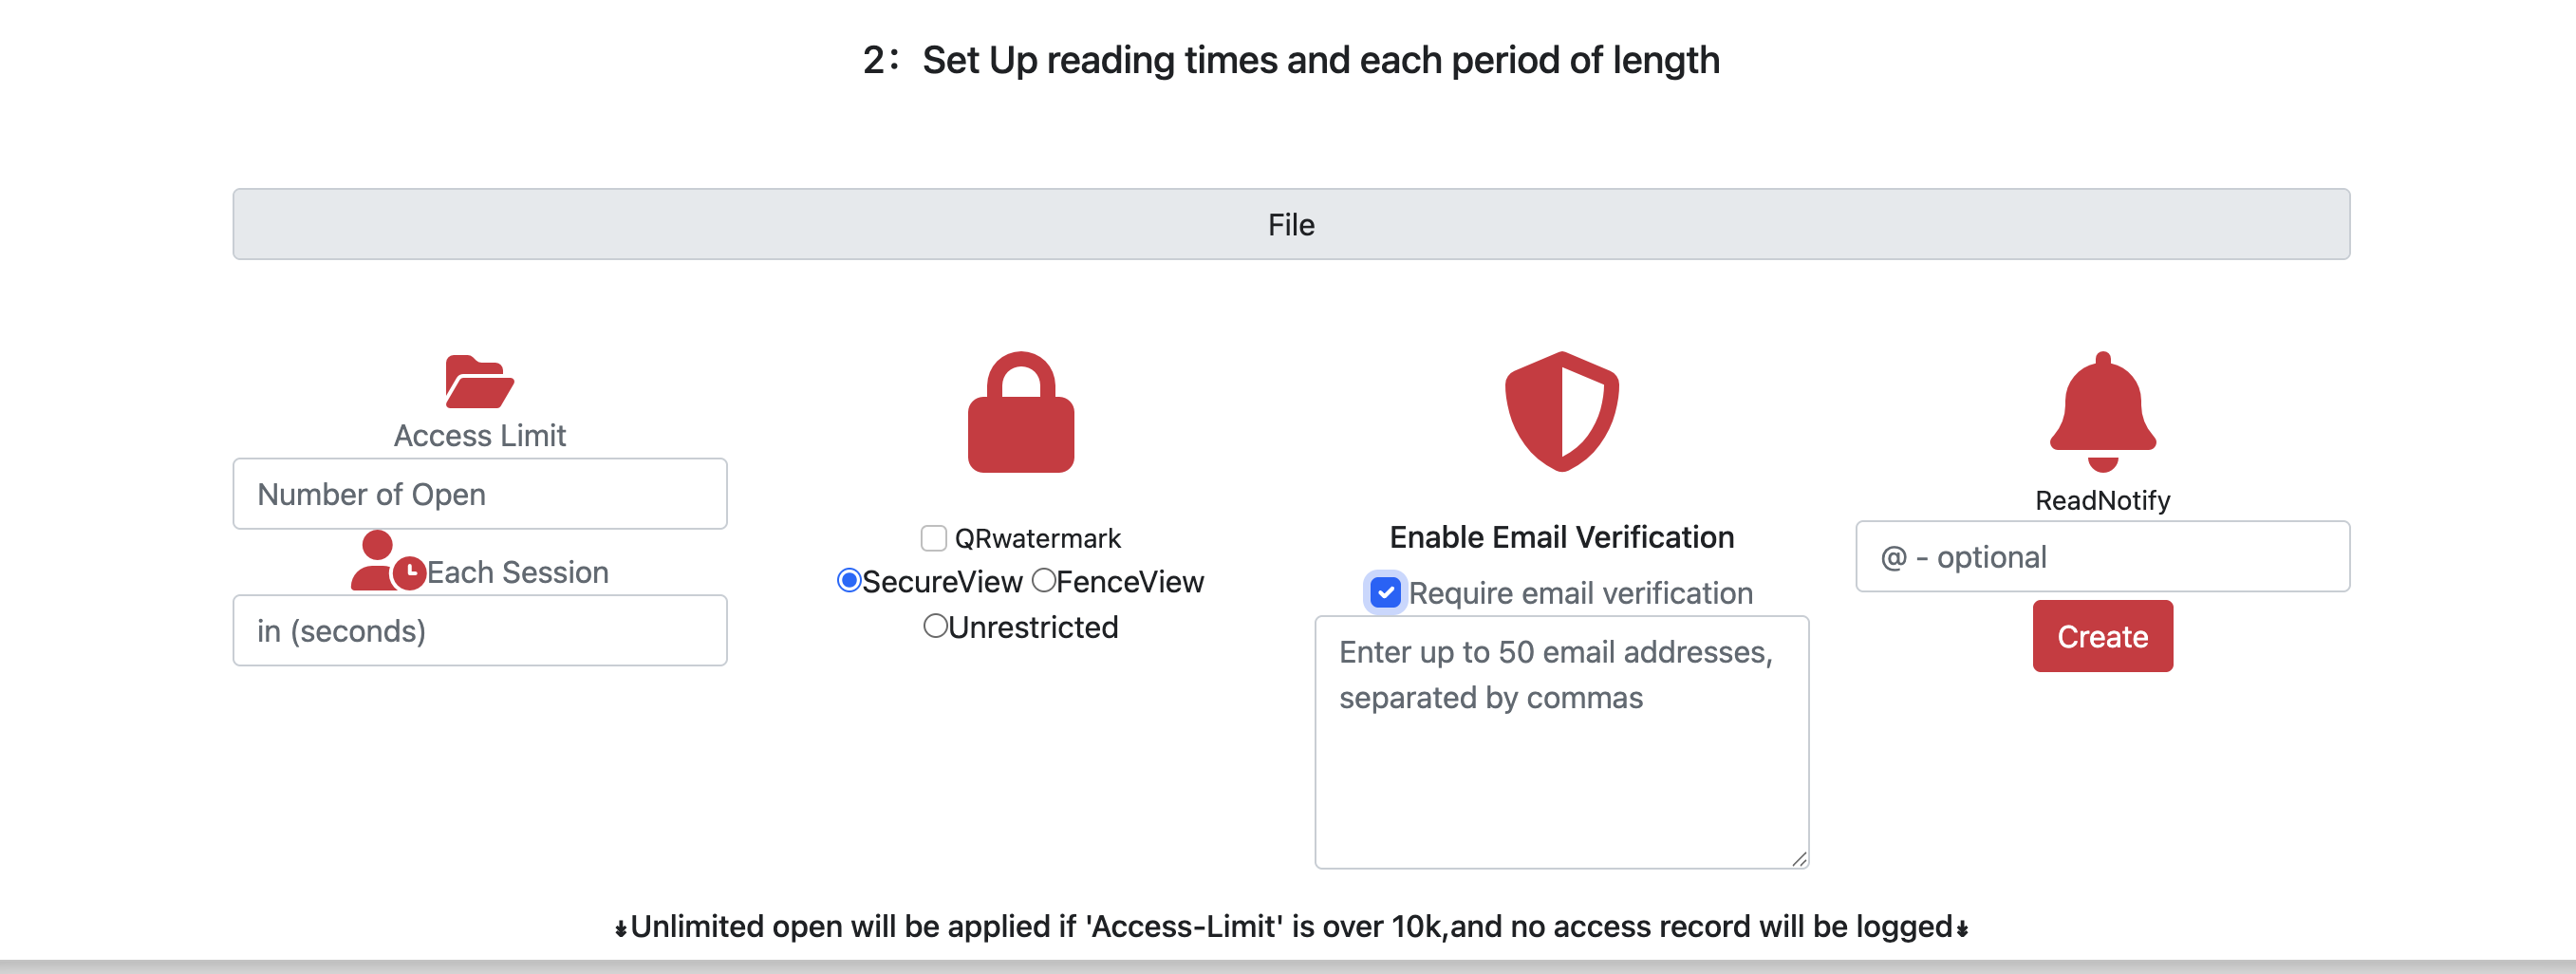 2: Set Up reading times and each period of length
File
Access Limit
Number of Open
Each Session
in (seconds)
QRwatermark
SecureView FenceView
Unrestricted
Enable Email Verification
Require email verification
Enter up to 50 email addresses,
separated by commas
ReadNotify
@ - optional
Create
↡Unlimited open will be applied if 'Access-Limit' is over 10k,and no access record will be logged↡